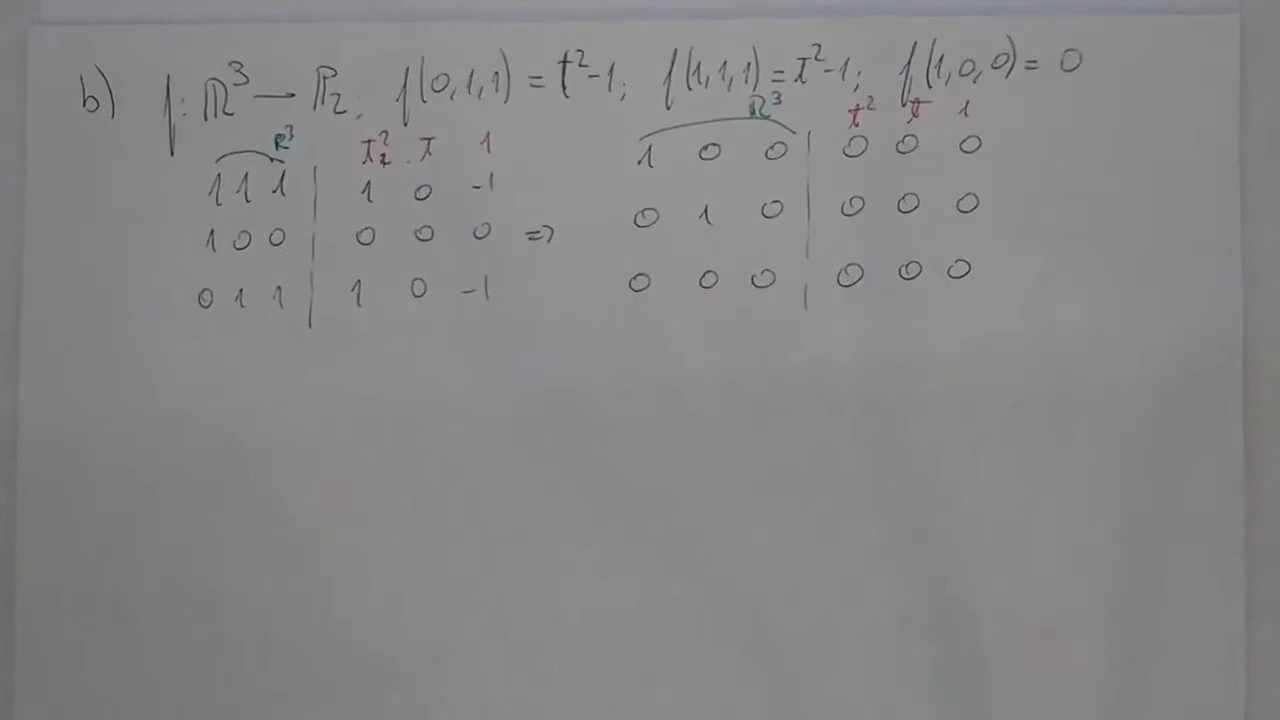 b) f: ℝ³ — ℙ₂; f(0,1,1) = t²-1; f(1,1,1) = t²-1; f(1,0,0) = 0
ℝ³ t²₂ t 1 ℝ³ t² t 1
1 1 1 | 1 0 -1 1 0 0 | 0 0 0
1 0 0 | 0 0 0 => 0 1 0 | 0 0 0
0 1 1 | 1 0 -1 0 0 0 | 0 0 0